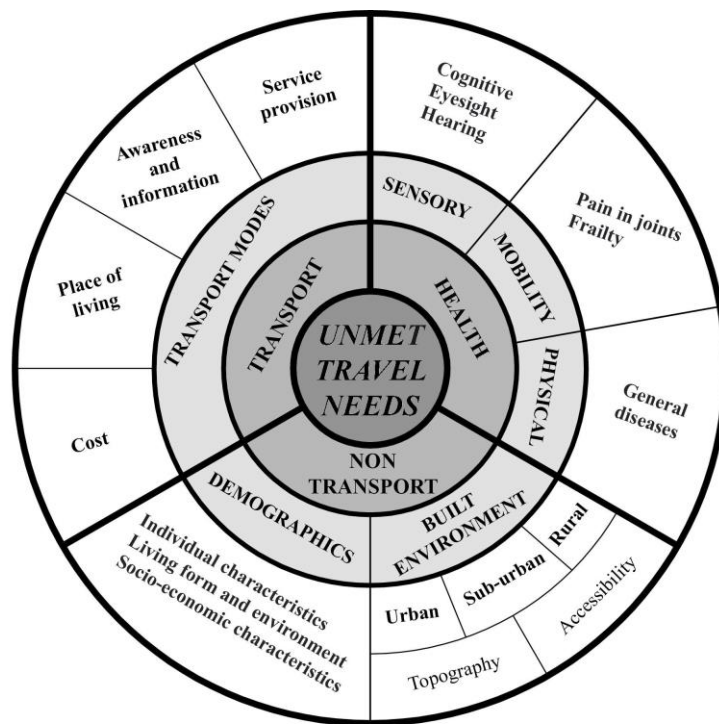 UNMET
TRAVEL
NEEDS
TRANSPORT
HEALTH
NON
TRANSPORT
TRANSPORT MODES
SENSORY
MOBILITY
PHYSICAL
BUILT
ENVIRONMENT
DEMOGRAPHICS
Service
provision
Awareness
and
information
Place of
living
Cost
Cognitive
Eyesight
Hearing
Pain in joints
Frailty
General
diseases
Rural
Sub-urban
Urban
Accessibility
Topography
Individual characteristics
Living form and environment
Socio-economic characteristics